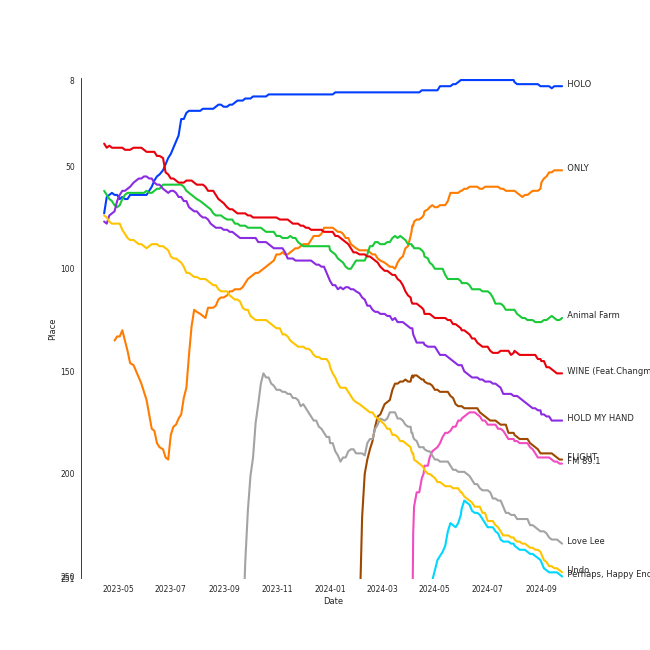 8
HOLO
50
ONLY
100
Place
Animal Farm
150
WINE (Feat.Changm
HOLD MY HAND
FLIGHT
FM 89.1
200
Love Lee
Undo
Perhaps, Happy End
250
251
2023-05 2023-07 2023-09 2023-11 2024-01 2024-03 2024-05 2024-07 2024-09
Date